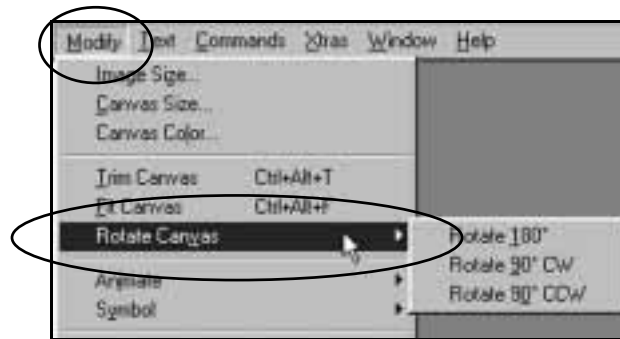 Modify Text Commands Xtras Window Help
Image Size...
Canvas Size...
Canvas Color...
Trim Canvas Ctrl+Alt+T
Fit Canvas Ctrl+Alt+F
Rotate Canvas
Rotate 180°
Rotate 90° CW
Rotate 90° CCW
Animate
Symbol